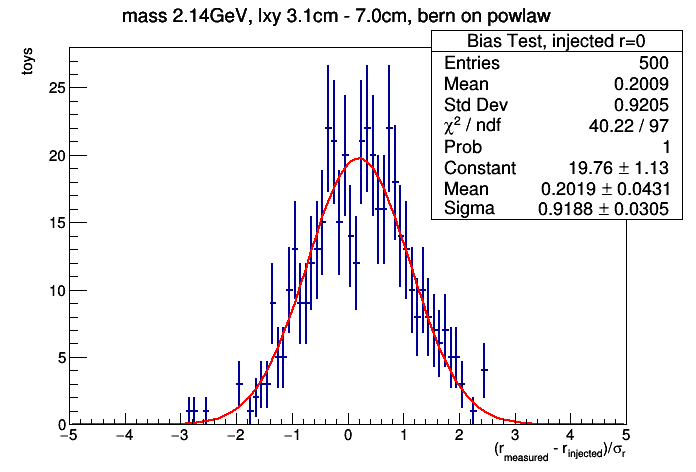 mass 2.14GeV, lxy 3.1cm - 7.0cm, bern on powlaw
Bias Test, injected r=0
Entries 500
Mean 0.2009
Std Dev 0.9205
χ² / ndf 40.22 / 97
Prob 1
Constant 19.76 ± 1.13
Mean 0.2019 ± 0.0431
Sigma 0.9188 ± 0.0305
toys
25
20
15
10
5
0
−5 −4 −3 −2 −1 0 1 2 3 4 5
(r_measured - r_injected)/σ_r